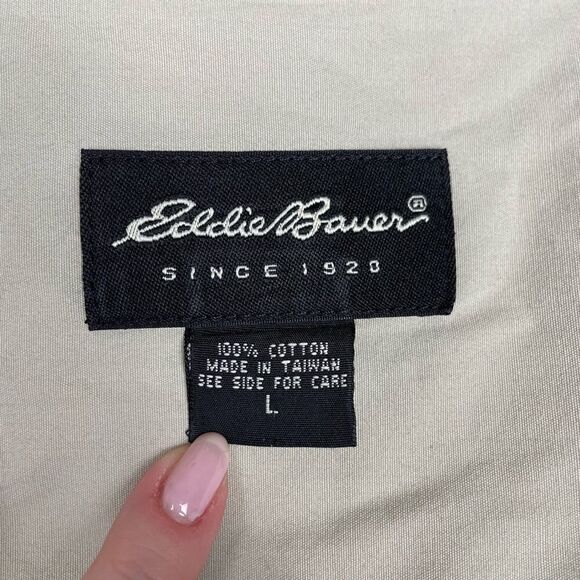 Eddie Bauer®
SINCE 1920
100% COTTON
MADE IN TAIWAN
SEE SIDE FOR CARE
L